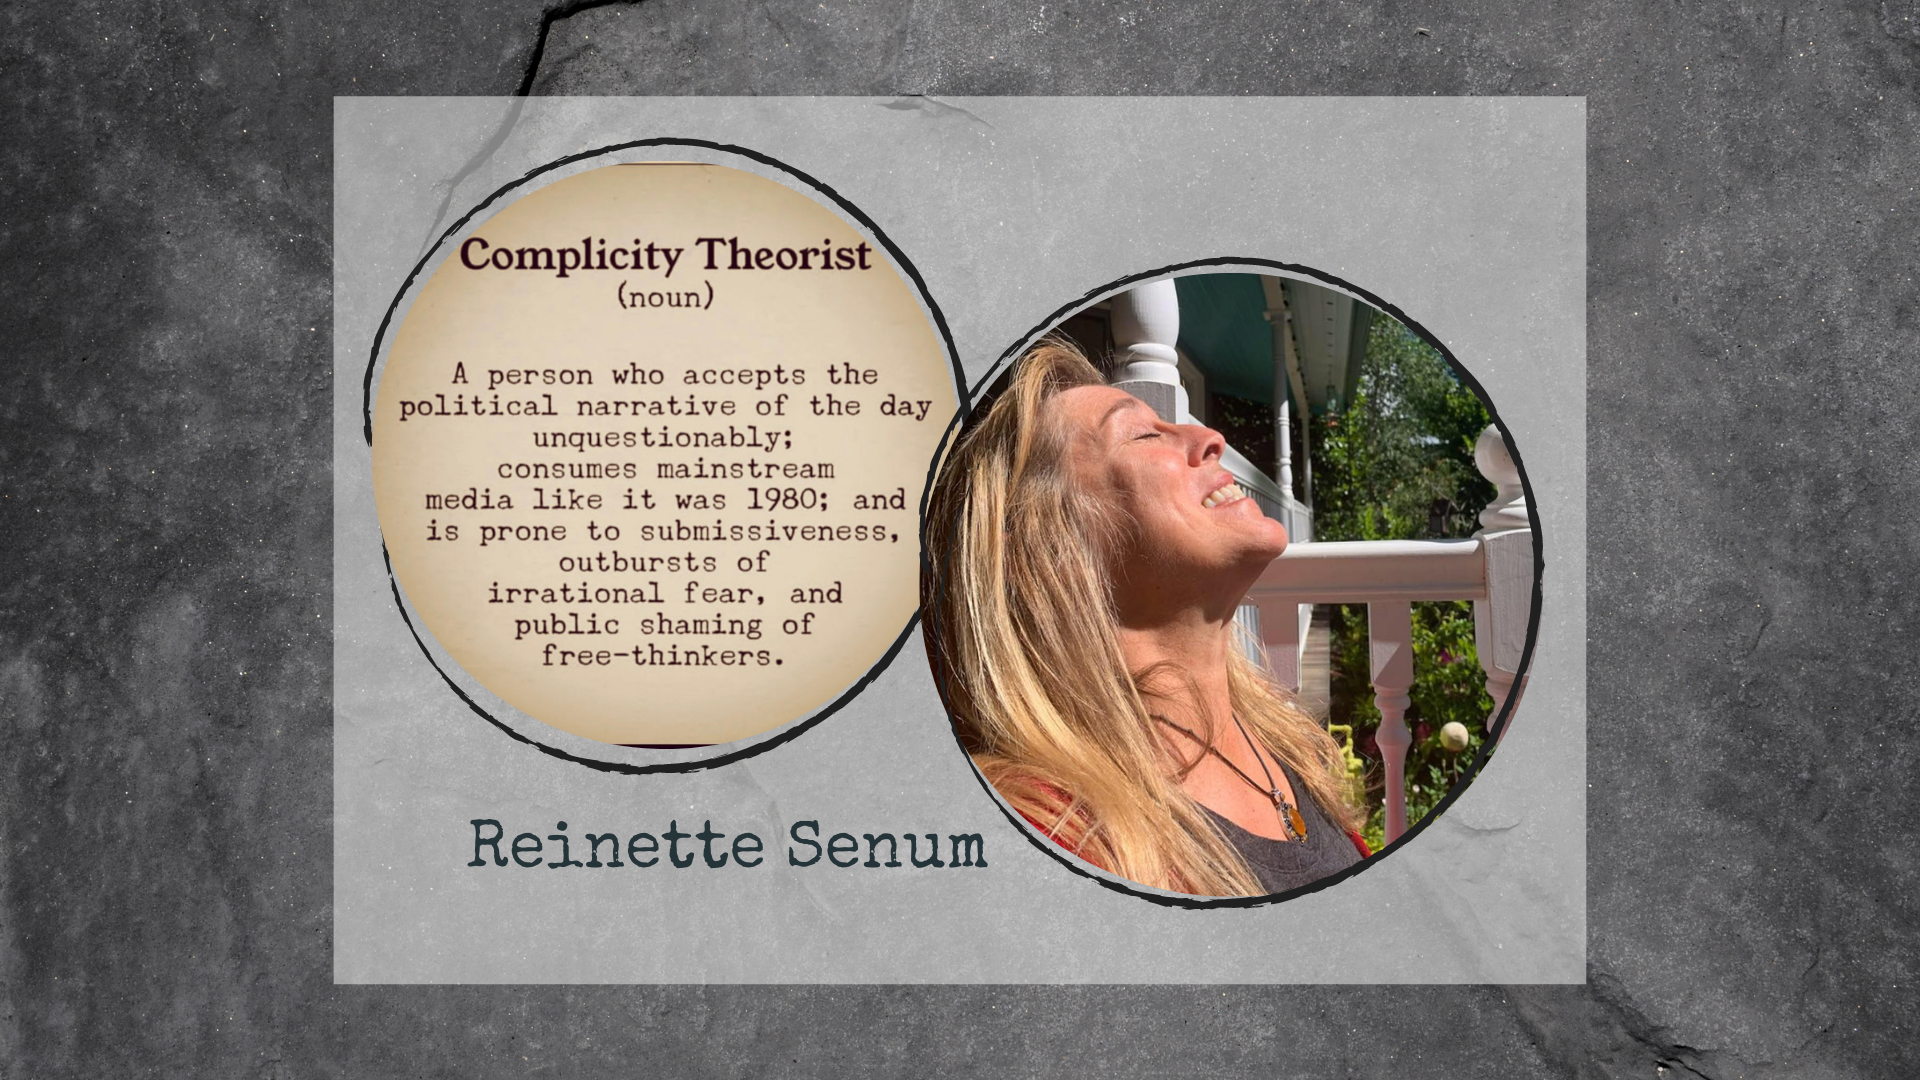 Complicity Theorist
(noun)
A person who accepts the
political narrative of the day
unquestionably;
consumes mainstream
media like it was 1980; and
is prone to submissiveness,
outbursts of
irrational fear, and
public shaming of
free-thinkers.
Reinette Senum